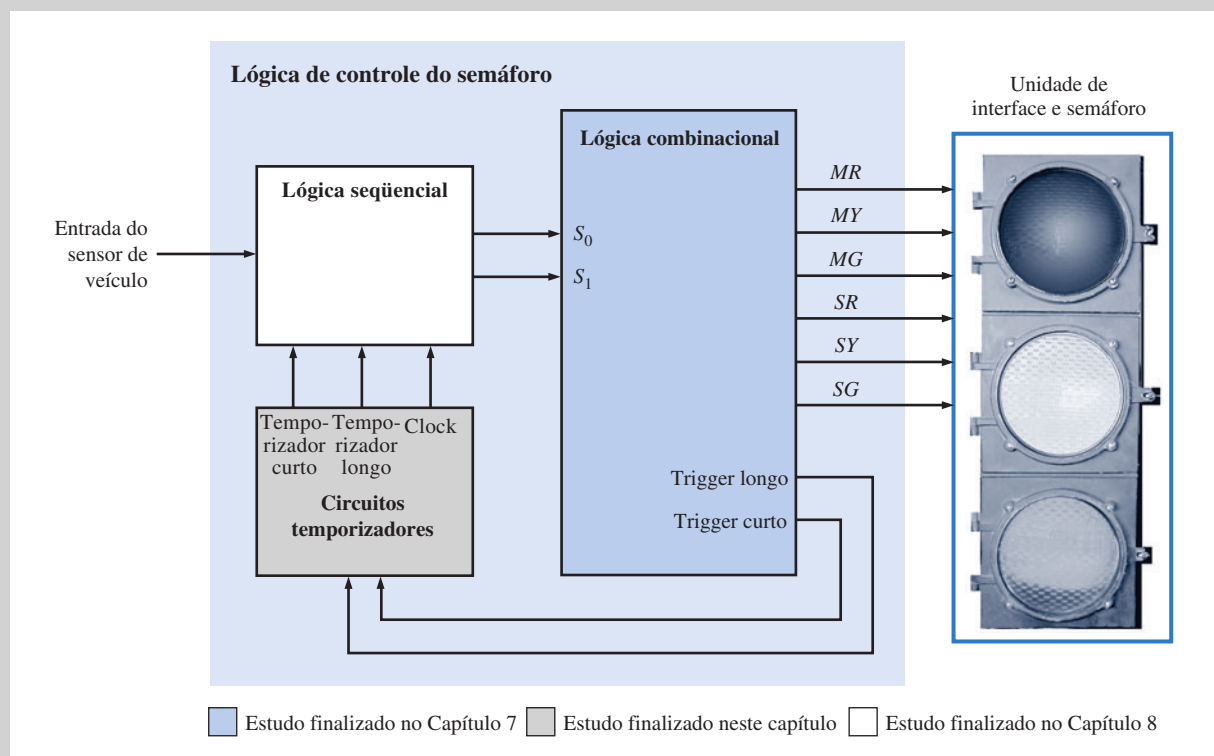 Lógica de controle do semáforo
Unidade de
interface e semáforo
Lógica combinacional
Lógica seqüencial
Entrada do
sensor de
veículo
S0
S1
MR
MY
MG
SR
SY
SG
Tempo-
rizador
curto
Tempo-
rizador
longo
Clock
Circuitos
temporizadores
Trigger longo
Trigger curto
Estudo finalizado no Capítulo 7
Estudo finalizado neste capítulo
Estudo finalizado no Capítulo 8